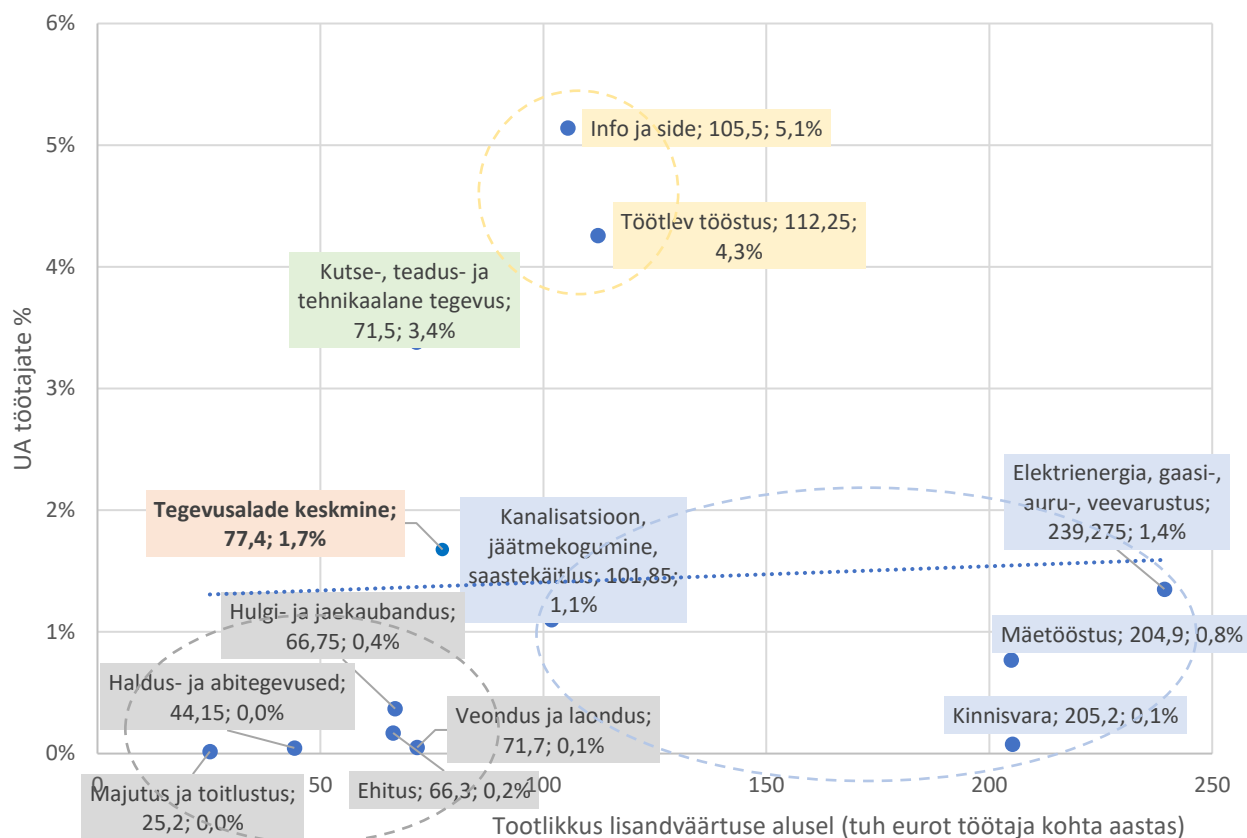 6%
5%
4%
3%
2%
1%
0%
UA töötajate %
Info ja side; 105,5; 5,1%
Töötlev tööstus; 112,25;
4,3%
Kutse-, teadus- ja
tehnikaalane tegevus;
71,5; 3,4%
Tegevusalade keskmine;
77,4; 1,7%
Kanalisatsioon,
jäätmekogumine,
saastekäitlus; 101,85;
1,1%
Elektrienergia, gaasi-,
auru-, veevarustus;
239,275; 1,4%
Hulgi- ja jaekaubandus;
66,75; 0,4%
Mäetööstus; 204,9; 0,8%
Haldus- ja abitegevused;
44,15; 0,0%
Veondus ja laondus;
71,7; 0,1%
Kinnisvara; 205,2; 0,1%
Majutus ja toitlustus;
25,2; 0,0%
Ehitus; 66,3; 0,2%
0
50
100
150
200
250
Tootlikkus lisandväärtuse alusel (tuh eurot töötaja kohta aastas)